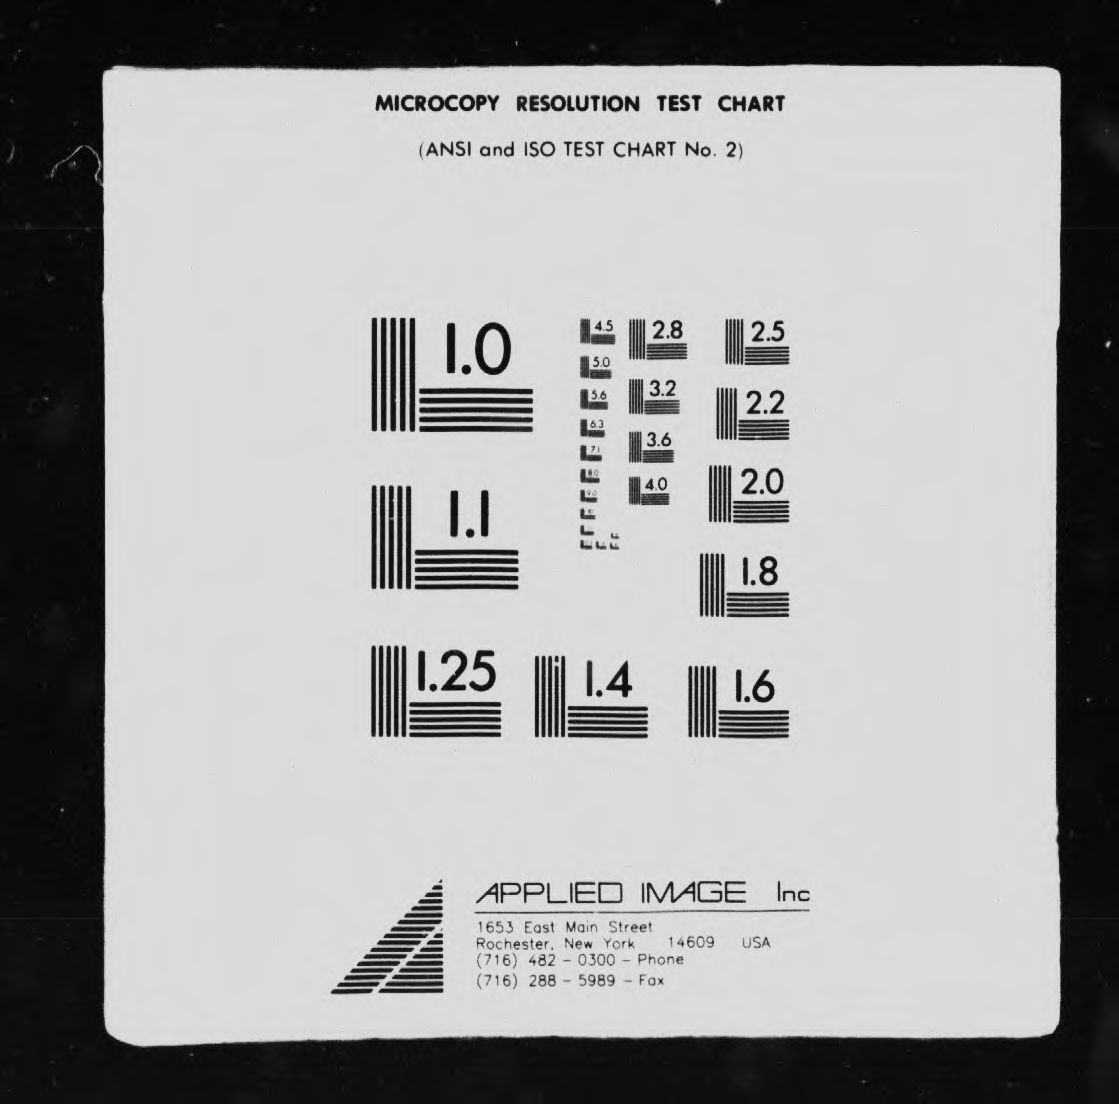 MICROCOPY RESOLUTION TEST CHART
(ANSI and ISO TEST CHART No. 2)
1.0
1.1
1.25
1.4
1.6
1.8
2.0
2.2
2.5
2.8
3.2
3.6
4.0
4.5
5.0
5.6
6.3
7.1
8.0
9.0
APPLIED IMAGE Inc
1653 East Main Street
Rochester, New York 14609 USA
(716) 482 - 0300 - Phone
(716) 288 - 5989 - Fax